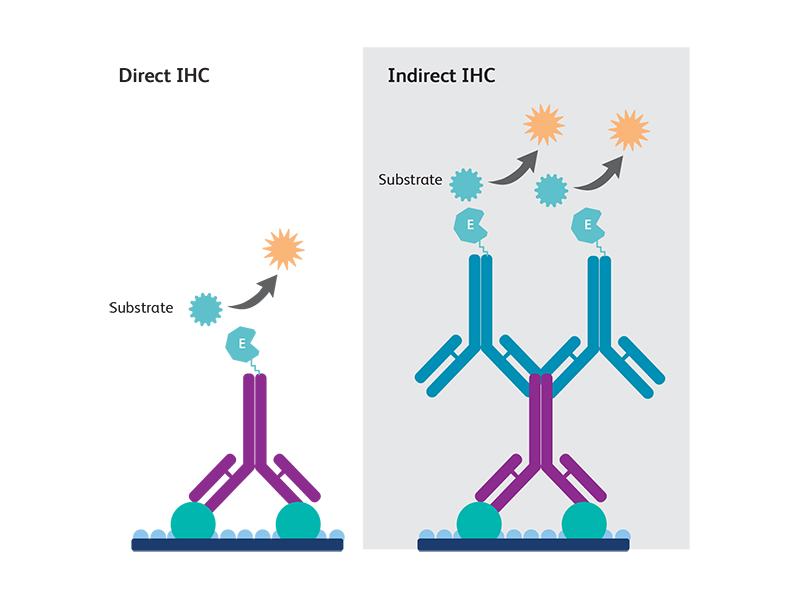 Direct IHC
Substrate
E
Indirect IHC
Substrate
E
E